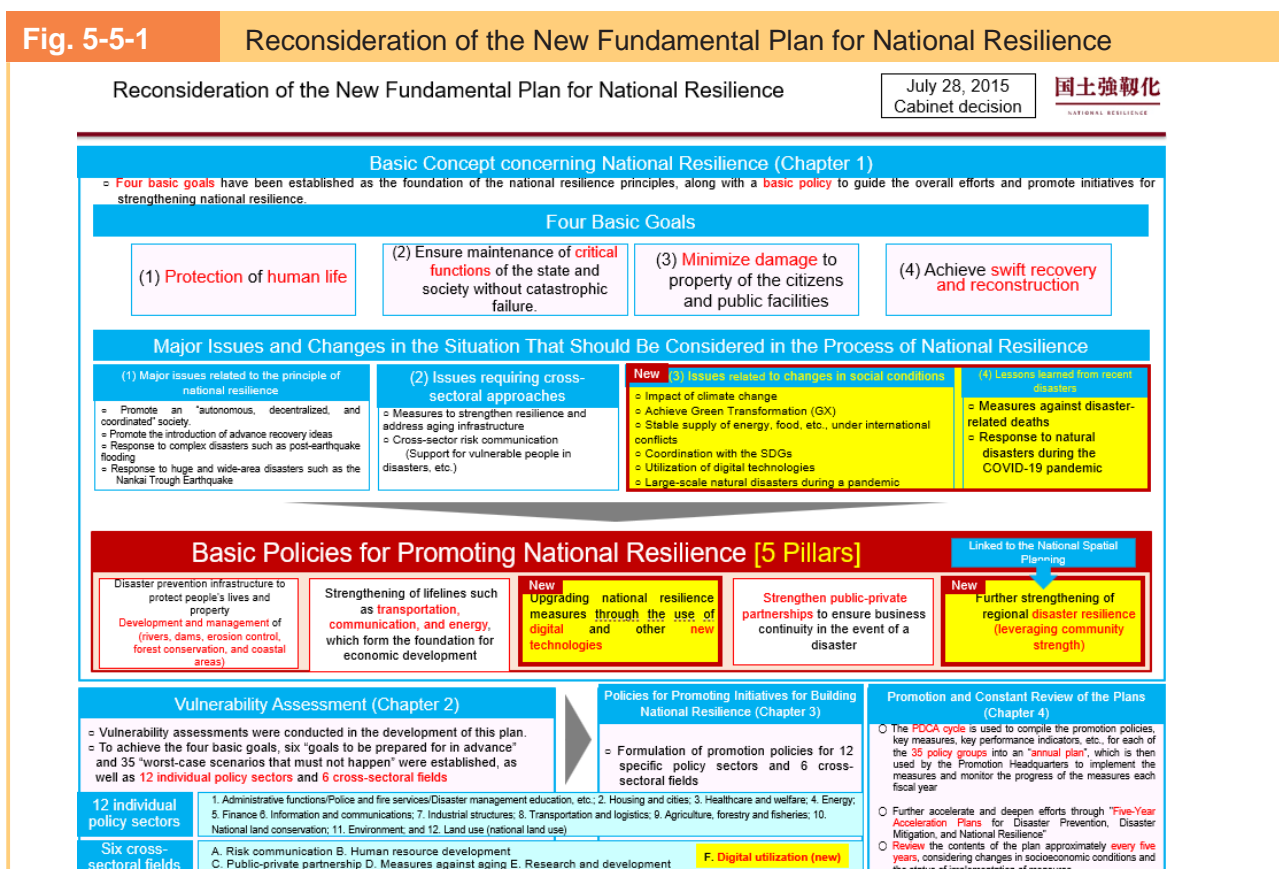 Fig. 5-5-1
Reconsideration of the New Fundamental Plan for National Resilience
Reconsideration of the New Fundamental Plan for National Resilience
July 28, 2015
Cabinet decision
国土強靱化
NATIONAL RESILIENCE
Basic Concept concerning National Resilience (Chapter 1)
▫ Four basic goals have been established as the foundation of the national resilience principles, along with a basic policy to guide the overall efforts and promote initiatives for
strengthening national resilience.
Four Basic Goals
(1) Protection of human life
(2) Ensure maintenance of critical
functions of the state and
society without catastrophic
failure.
(3) Minimize damage to
property of the citizens
and public facilities
(4) Achieve swift recovery
and reconstruction
Major Issues and Changes in the Situation That Should Be Considered in the Process of National Resilience
(1) Major issues related to the principle of
national resilience
▫ Promote an "autonomous, decentralized, and
coordinated" society.
▫ Promote the introduction of advance recovery ideas
▫ Response to complex disasters such as post-earthquake
flooding
▫ Response to huge and wide-area disasters such as the
Nankai Trough Earthquake
(2) Issues requiring cross-
sectoral approaches
▫ Measures to strengthen resilience and
address aging infrastructure
▫ Cross-sector risk communication
(Support for vulnerable people in
disasters, etc.)
New
(3) Issues related to changes in social conditions
▫ Impact of climate change
▫ Achieve Green Transformation (GX)
▫ Stable supply of energy, food, etc., under international
conflicts
▫ Coordination with the SDGs
▫ Utilization of digital technologies
▫ Large-scale natural disasters during a pandemic
(4) Lessons learned from recent
disasters
▫ Measures against disaster-
related deaths
▫ Response to natural
disasters during the
COVID-19 pandemic
Basic Policies for Promoting National Resilience [5 Pillars]
Linked to the National Spatial
Planning
Disaster prevention infrastructure to
protect people's lives and
property
Development and management of
(rivers, dams, erosion control,
forest conservation, and coastal
areas)
Strengthening of lifelines such
as transportation,
communication, and energy,
which form the foundation for
economic development
New
Upgrading national resilience
measures through the use of
digital and other new
technologies
Strengthen public-private
partnerships to ensure business
continuity in the event of a
disaster
New
Further strengthening of
regional disaster resilience
(leveraging community
strength)
Vulnerability Assessment (Chapter 2)
▫ Vulnerability assessments were conducted in the development of this plan.
▫ To achieve the four basic goals, six "goals to be prepared for in advance"
and 35 "worst-case scenarios that must not happen" were established, as
well as 12 individual policy sectors and 6 cross-sectoral fields
Policies for Promoting Initiatives for Building
National Resilience (Chapter 3)
▫ Formulation of promotion policies for 12
specific policy sectors and 6 cross-
sectoral fields
12 individual
policy sectors
1. Administrative functions/Police and fire services/Disaster management education, etc.; 2. Housing and cities; 3. Healthcare and welfare; 4. Energy;
5. Finance 6. Information and communications; 7. Industrial structures; 8. Transportation and logistics; 9. Agriculture, forestry and fisheries; 10.
National land conservation; 11. Environment; and 12. Land use (national land use)
Six cross-
sectoral fields
A. Risk communication B. Human resource development
C. Public-private partnership D. Measures against aging E. Research and development
F. Digital utilization (new)
Promotion and Constant Review of the Plans
(Chapter 4)
○ The PDCA cycle is used to compile the promotion policies,
key measures, key performance indicators, etc., for each of
the 35 policy groups into an "annual plan", which is then
used by the Promotion Headquarters to implement the
measures and monitor the progress of the measures each
fiscal year
○ Further accelerate and deepen efforts through "Five-Year
Acceleration Plans for Disaster Prevention, Disaster
Mitigation, and National Resilience"
○ Review the contents of the plan approximately every five
years, considering changes in socioeconomic conditions and
the status of implementation of measures